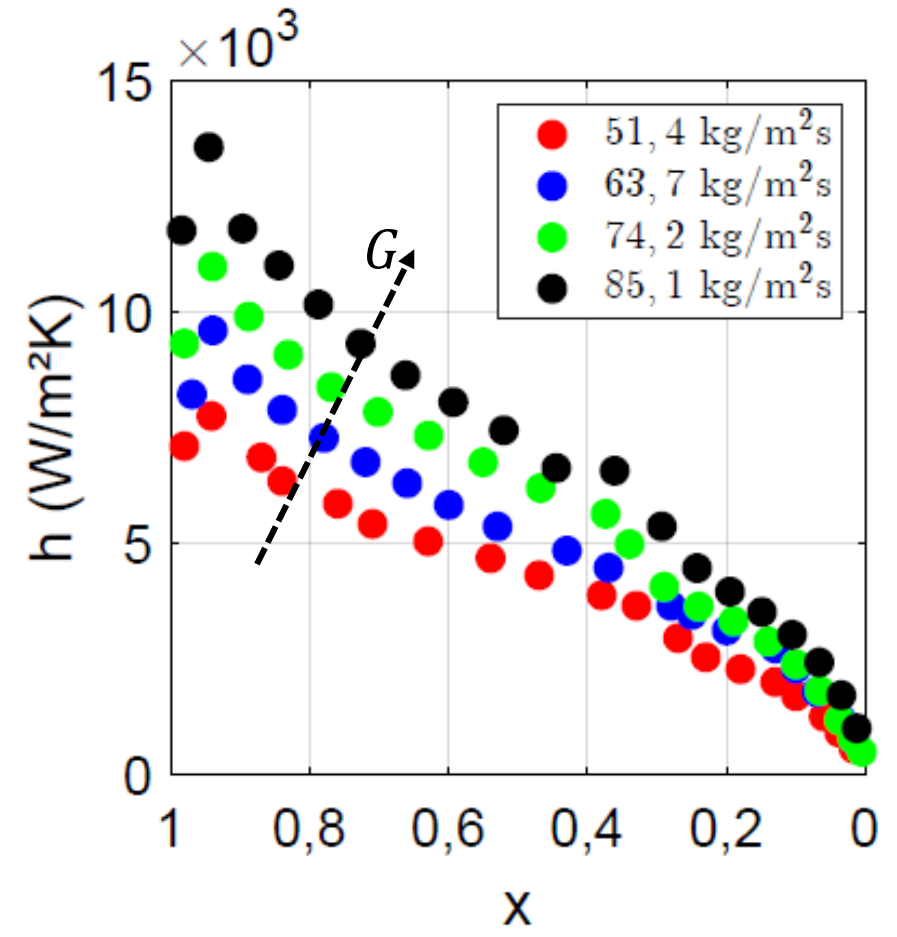 ×10³
15
10
5
0
h (W/m²K)
G
51, 4 kg/m²s
63, 7 kg/m²s
74, 2 kg/m²s
85, 1 kg/m²s
1 0,8 0,6 0,4 0,2 0
x